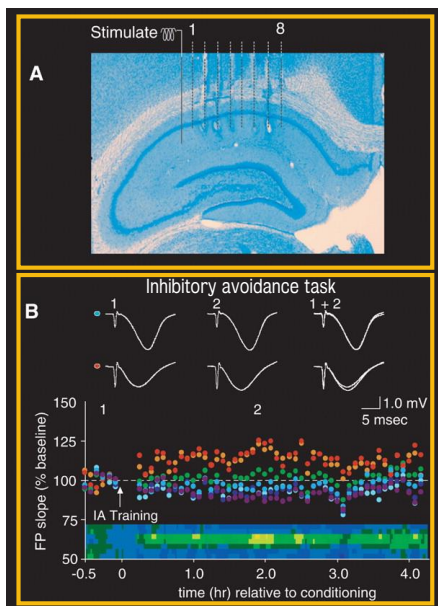 Stimulate 1 8
A
Inhibitory avoidance task
B
1 2 1 + 2
1.0 mV
5 msec
150
125
100
75
50
FP slope (% baseline)
1 2
IA Training
-0.5 0 1.0 2.0 3.0 4.0
time (hr) relative to conditioning